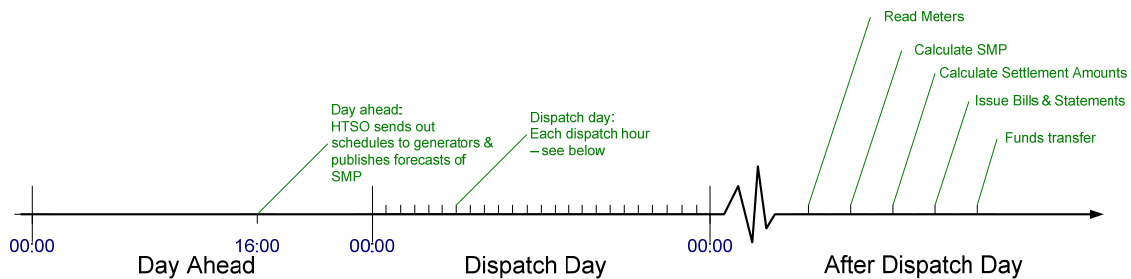 Read Meters
Calculate SMP
Calculate Settlement Amounts
Issue Bills & Statements
Funds transfer
Day ahead:
HTSO sends out
schedules to generators &
publishes forecasts of
SMP
Dispatch day:
Each dispatch hour
– see below
00:00
16:00
00:00
00:00
Day Ahead
Dispatch Day
After Dispatch Day